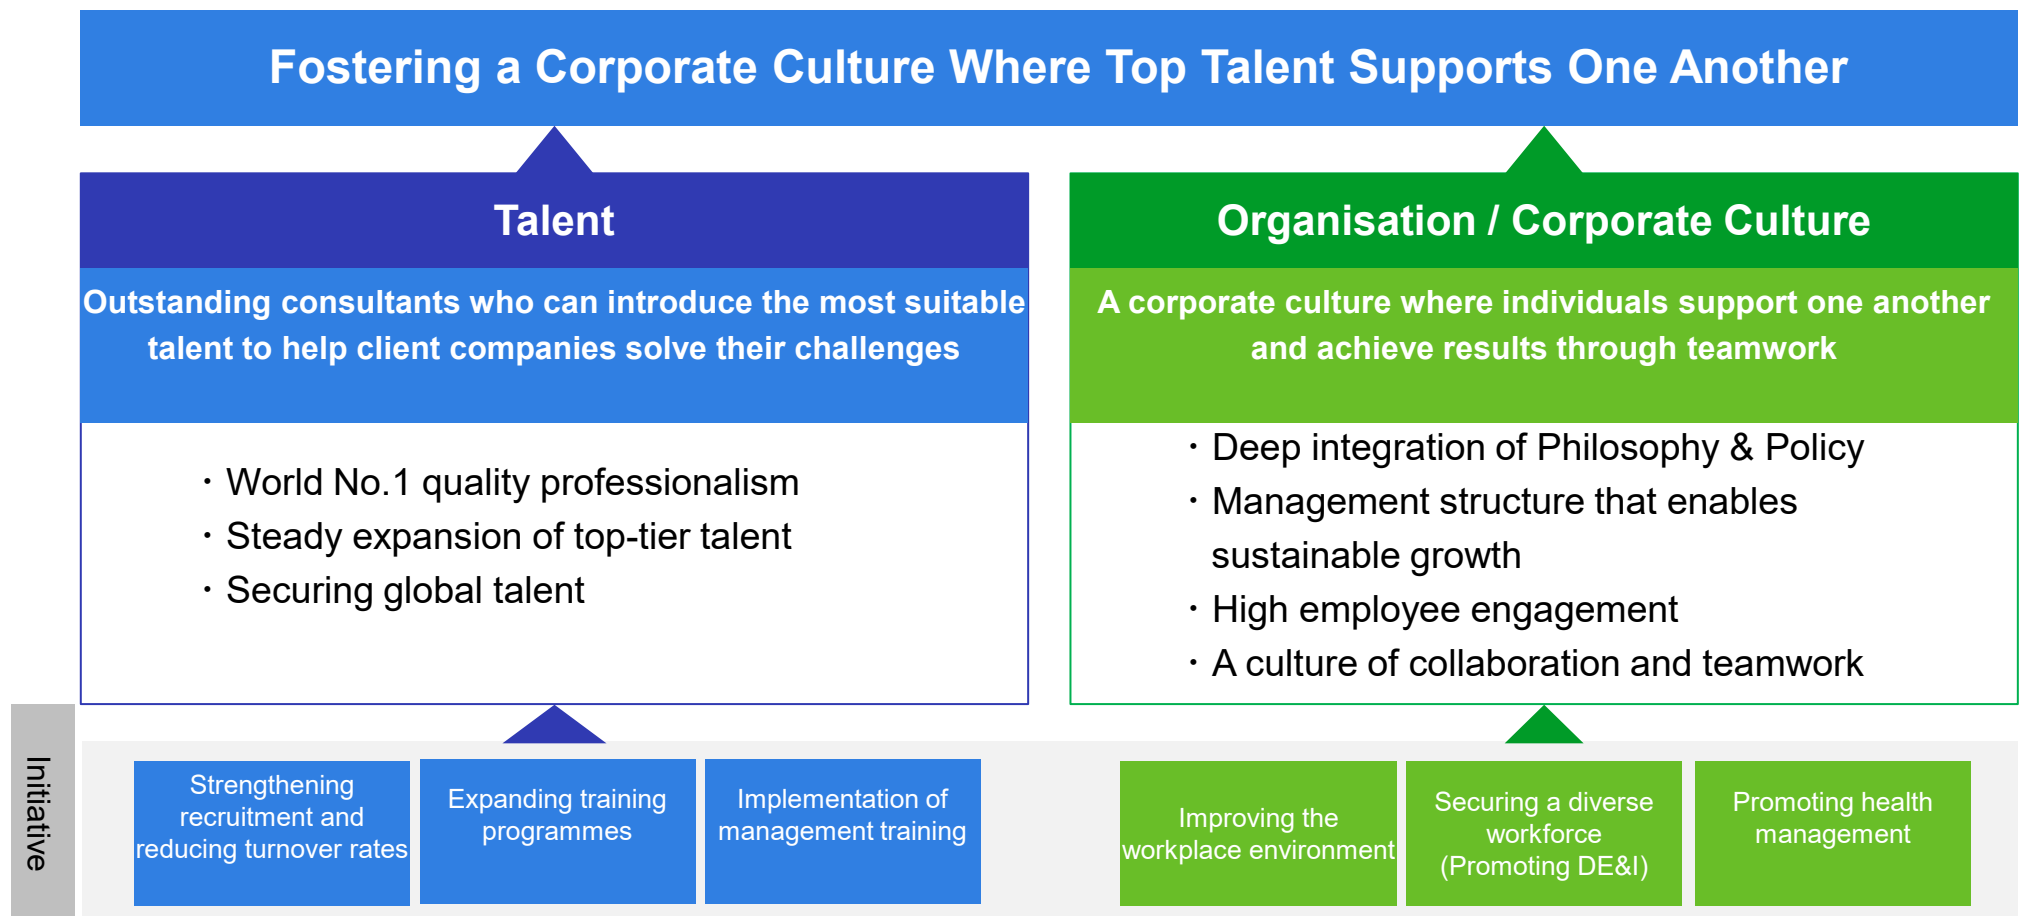 Fostering a Corporate Culture Where Top Talent Supports One Another
Talent
Outstanding consultants who can introduce the most suitable
talent to help client companies solve their challenges
・World No.1 quality professionalism
・Steady expansion of top-tier talent
・Securing global talent
Organisation / Corporate Culture
A corporate culture where individuals support one another
and achieve results through teamwork
・Deep integration of Philosophy & Policy
・Management structure that enables
sustainable growth
・High employee engagement
・A culture of collaboration and teamwork
Initiative
Strengthening
recruitment and
reducing turnover rates
Expanding training
programmes
Implementation of
management training
Improving the
workplace environment
Securing a diverse
workforce
(Promoting DE&I)
Promoting health
management